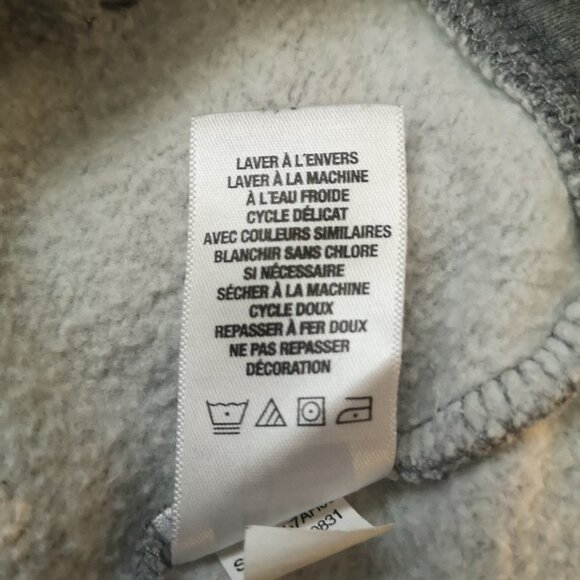 LAVER À L'ENVERS
LAVER À LA MACHINE
À L'EAU FROIDE
CYCLE DÉLICAT
AVEC COULEURS SIMILAIRES
BLANCHIR SANS CHLORE
SI NÉCESSAIRE
SÉCHER À LA MACHINE
CYCLE DOUX
REPASSER À FER DOUX
NE PAS REPASSER
DÉCORATION